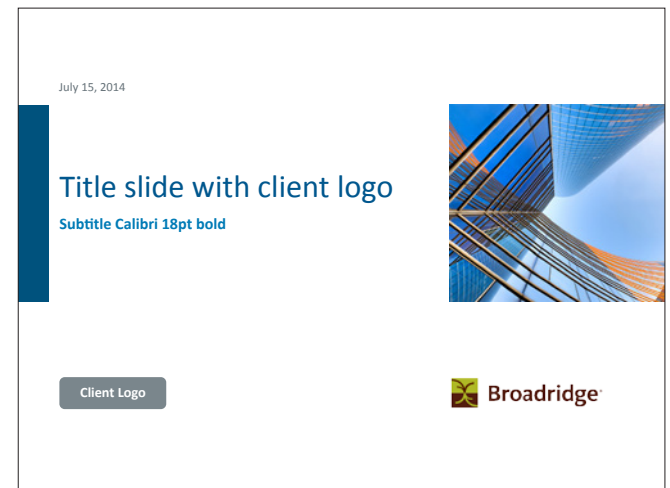 July 15, 2014
Title slide with client logo
Subtitle Calibri 18pt bold
Client Logo
Broadridge